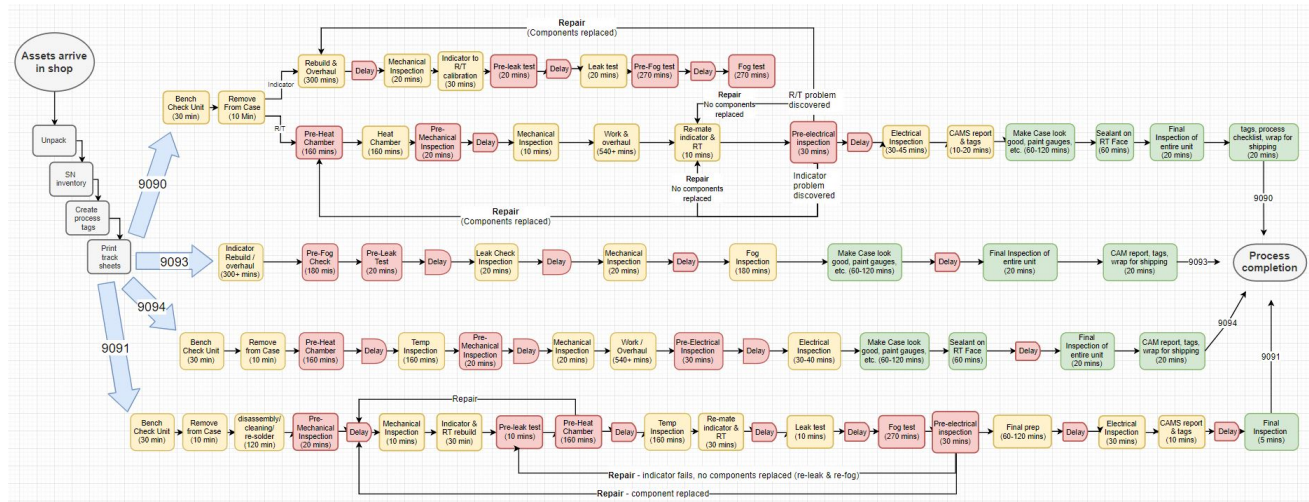 Assets arrive
in shop
Unpack
SN
inventory
Create
process
tags
Print
track
sheets
9090
9093
9094
9091
Repair
(Components replaced)
Rebuild &
Overhaul
(300 mins)
Delay
Mechanical
Inspection
(20 mins)
Indicator to
R/T
calibration
(30 mins)
Pre-leak test
(20 mins)
Delay
Leak test
(20 mins)
Pre-Fog test
(270 mins)
Delay
Fog test
(270 mins)
Indicator
Bench
Check Unit
(30 min)
Remove
From Case
(10 Min)
R/T
Pre-Heat
Chamber
(160 mins)
Heat
Chamber
(160 mins)
Pre-
Mechanical
Inspection
(20 mins)
Delay
Mechanical
Inspection
(10 mins)
Work &
overhaul
(540+ mins)
Repair
No components
replaced
Re-mate
indicator &
RT
(10 mins)
Repair
No components
replaced
R/T problem
discovered
Pre-electrical
inspection
(30 mins)
Indicator
problem
discovered
Delay
Electrical
Inspection
(30-45 mins)
CAMS report
& tags
(10-20 mins)
Make Case look
good, paint gauges,
etc. (60-120 mins)
Sealant on
RT Face
(60 mins)
Final
Inspection of
entire unit
(20 mins)
tags, process
checklist, wrap for
shipping
(20 mins)
Repair
(Components replaced)
9090
Indicator
Rebuild /
overhaul
(300+ mins)
Pre-Fog
Check
(180 min)
Pre-Leak
Test
(20 mins)
Delay
Leak Check
Inspection
(20 mins)
Delay
Mechanical
Inspection
(20 mins)
Delay
Fog
Inspection
(180 mins)
Make Case look
good, paint gauges,
etc. (60-120 mins)
Delay
Final Inspection of
entire unit
(20 mins)
CAM report, tags,
wrap for shipping
(20 mins)
9093
Process
completion
Bench
Check Unit
(30 min)
Remove
from Case
(10 min)
Pre-Heat
Chamber
(160 mins)
Delay
Temp
Inspection
(160 mins)
Pre-
Mechanical
Inspection
(20 mins)
Delay
Mechanical
Inspection
(20 mins)
Work /
Overhaul
(540+ mins)
Pre-Electrical
Inspection
(30 mins)
Delay
Electrical
Inspection
(30-40 mins)
Make Case look
good, paint gauges,
etc. (60-120 mins)
Sealant on
RT Face
(60 mins)
Delay
Final
Inspection of
entire unit
(20 mins)
CAM report, tags,
wrap for shipping
(20 mins)
9094
9091
Repair
Bench
Check Unit
(30 min)
Remove
from Case
(10 min)
disassembly/
cleaning/
re-solder
(120 min)
Pre-
Mechanical
Inspection
(20 mins)
Delay
Mechanical
Inspection
(10 mins)
Indicator &
RT rebuild
30 min)
Pre-leak test
(10 mins)
Pre-Heat
Chamber
(160 mins)
Delay
Temp
Inspection
(160 mins)
Re-mate
indicator &
RT
(30 mins)
Delay
Leak test
(10 mins)
Fog test
(270 mins)
Pre-electrical
inspection
(30 mins)
Final prep
(60-120 mins)
Delay
Electrical
Inspection
(30 mins)
CAMS report
& tags
(10 min)
Delay
Final
Inspection
(5 mins)
Repair - indicator fails, no components replaced (re-leak & re-fog)
Repair - component replaced